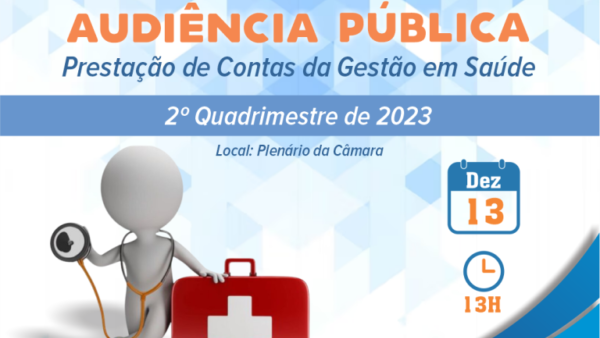 AUDIÊNCIA PÚBLICA
Prestação de Contas da Gestão em Saúde
2º Quadrimestre de 2023
Local: Plenário da Câmara
Dez
13
13H